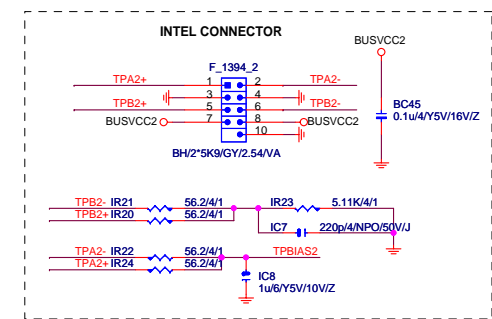 INTEL CONNECTOR
BUSVCC2
F_1394_2
TPA2+ 1 2 TPA2-
3 4
TPB2+ 5 6 TPB2-
BUSVCC2 7 8 BUSVCC2
10
BH/2*5K9/GY/2.54/VA
BC45
0.1u/4/Y5V/16V/Z
TPB2- IR21 56.2/4/1 IR23 5.11K/4/1
TPB2+ IR20 56.2/4/1
IC7 220p/4/NPO/50V/J
TPA2- IR22 56.2/4/1 TPBIAS2
TPA2+ IR24 56.2/4/1
IC8
1u/6/Y5V/10V/Z